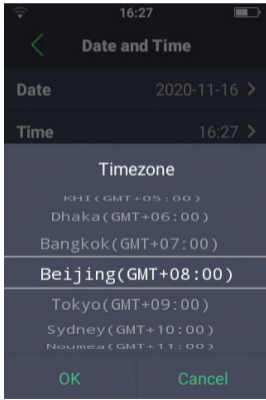 16:27
Date and Time
Date 2020-11-16
Time 16:27
Timezone
KHI(GMT+05:00)
Dhaka(GMT+06:00)
Bangkok(GMT+07:00)
Beijing(GMT+08:00)
Tokyo(GMT+09:00)
Sydney(GMT+10:00)
Noumea(GMT+11:00)
OK Cancel